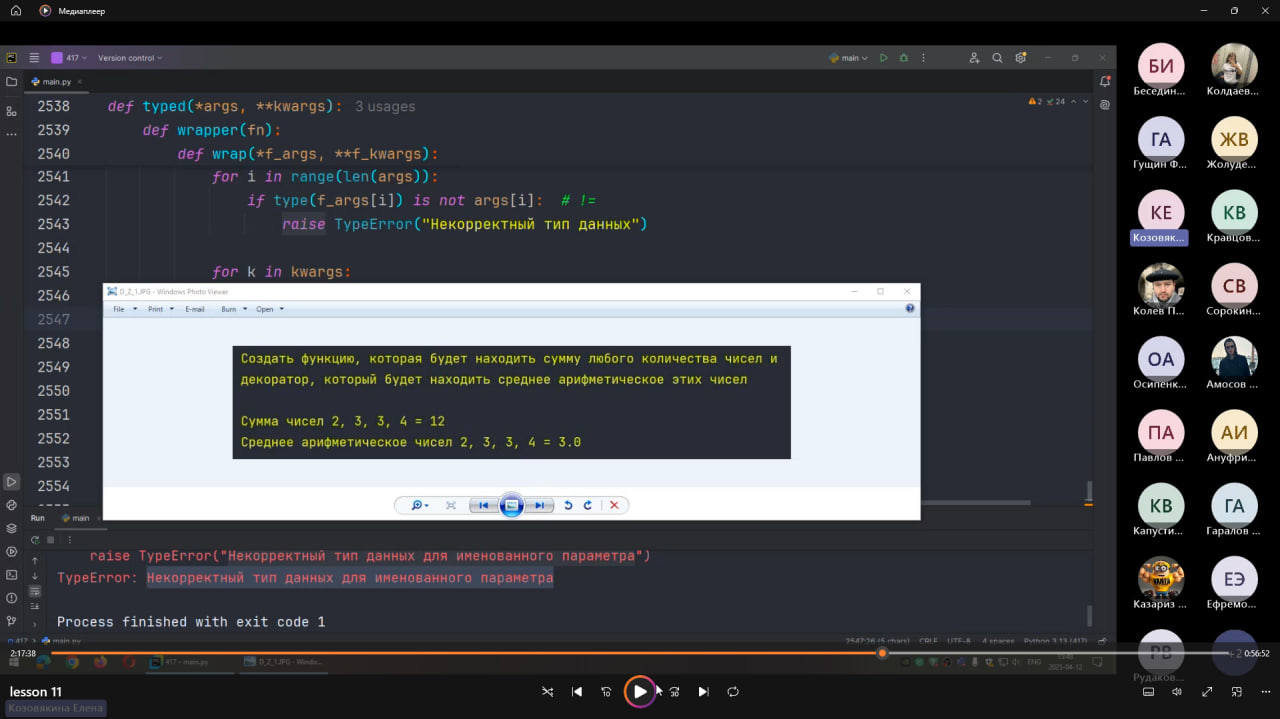 Медиаплеер
417
Version control
main
main.py
2538 def typed(*args, **kwargs): 3 usages
2 24
2539 def wrapper(fn):
2540 def wrap(*f_args, **f_kwargs):
2541 for i in range(len(args)):
2542 if type(f_args[i]) is not args[i]: # !=
2543 raise TypeError("Некорректный тип данных")
2544
2545 for k in kwargs:
2546
2547
2548
2549
2550
2551
2552
2553
2554
D_Z_1.JPG - Windows Photo Viewer
File Print E-mail Burn Open
Создать функцию, которая будет находить сумму любого количества чисел и
декоратор, который будет находить среднее арифметическое этих чисел
Сумма чисел 2, 3, 3, 4 = 12
Среднее арифметическое чисел 2, 3, 3, 4 = 3.0
Run main
raise TypeError("Некорректный тип данных для именованного параметра")
TypeError: Некорректный тип данных для именованного параметра
Process finished with exit code 1
417 main.py
2547:26 (5 chars) CRLF UTF-8 4 spaces Python 3.13 (417)
417 – main.py
D_Z_1.JPG - Windo...
ENG
2025-04-12
БИ
Беседин...
Колдаев...
ГА
Гущин Ф...
ЖВ
Жолуде...
КЕ
Козовяк...
КВ
Кравцов...
Колев П...
СВ
Сорокин...
ОА
Осипенк...
Амосов ...
ПА
Павлов ...
АИ
Ануфри...
КВ
Капусти...
ГА
Гаралов ...
Казариз ...
ЕЭ
Ефремо...
РВ
Рудаков...
+2
2:17:38
0:56:52
lesson 11
10
30
Козовякина Елена